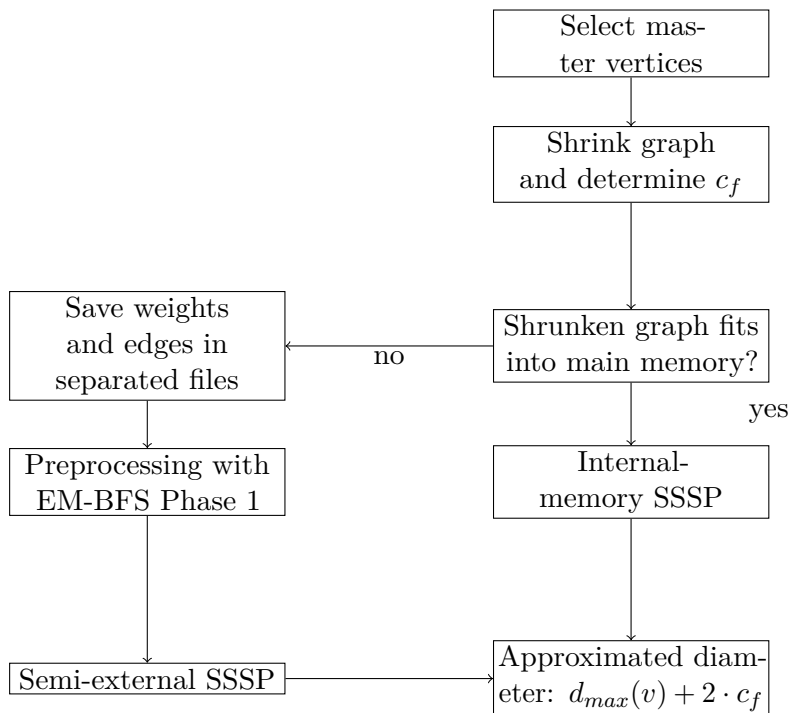 Select mas-
ter vertices
Shrink graph
and determine $c_f$
Save weights
and edges in
separated files
no
Shrunken graph fits
into main memory?
yes
Preprocessing with
EM-BFS Phase 1
Internal-
memory SSSP
Semi-external SSSP
Approximated diam-
eter: $d_{max}(v) + 2 \cdot c_f$